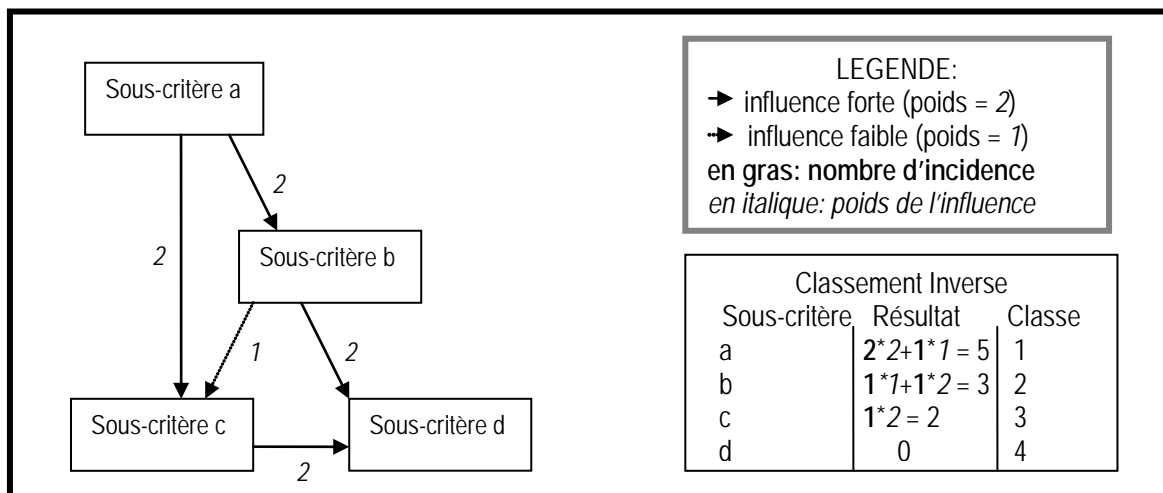 Sous-critère a
2
2
Sous-critère b
1
2
Sous-critère c
Sous-critère d
2
LEGENDE:
influence forte (poids = 2)
influence faible (poids = 1)
en gras: nombre d'incidence
en italique: poids de l'influence
Classement Inverse
Sous-critère Résultat Classe
a 2*2+1*1 = 5 1
b 1*1+1*2 = 3 2
c 1*2 = 2 3
d 0 4